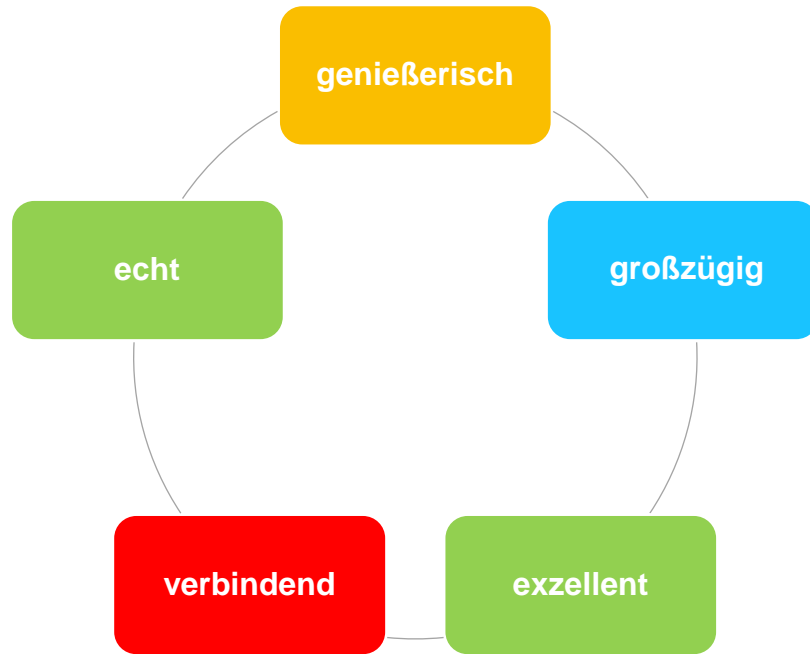 genießerisch
echt
großzügig
verbindend
exzellent